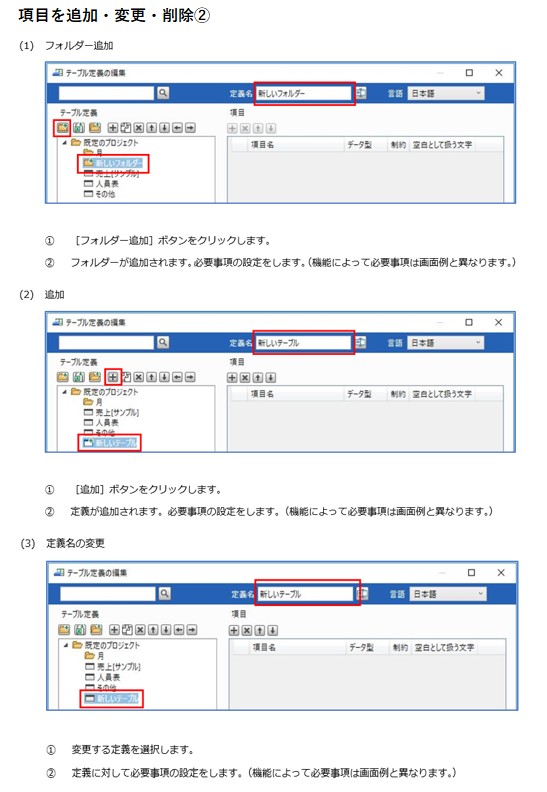 項目を追加・変更・削除②
(1) フォルダー追加
テーブル定義の編集
定義名 新しいフォルダー 言語 日本語
テーブル定義 項目
既定のプロジェクト 項目名 データ型 制約 空白として扱う文字
月
新しいフォルダー
売上[サンプル]
人員表
その他
① ［フォルダー追加］ボタンをクリックします。
② フォルダーが追加されます。必要事項の設定をします。（機能によって必要事項は画面例と異なります。）
(2) 追加
テーブル定義の編集
定義名 新しいテーブル 言語 日本語
テーブル定義 項目
既定のプロジェクト 項目名 データ型 制約 空白として扱う文字
月
売上[サンプル]
人員表
その他
新しいテーブル
① ［追加］ボタンをクリックします。
② 定義が追加されます。必要事項の設定をします。（機能によって必要事項は画面例と異なります。）
(3) 定義名の変更
テーブル定義の編集
定義名 新しいテーブル 言語 日本語
テーブル定義 項目
既定のプロジェクト 項目名 データ型 制約 空白として扱う文字
月
売上[サンプル]
人員表
その他
新しいテーブル
① 変更する定義を選択します。
② 定義に対して必要事項の設定をします。（機能によって必要事項は画面例と異なります。）